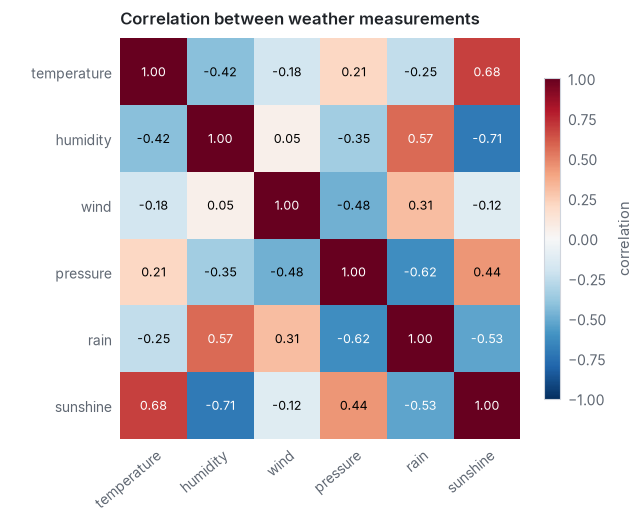 Correlation between weather measurements
temperature 1.00 -0.42 -0.18 0.21 -0.25 0.68
humidity -0.42 1.00 0.05 -0.35 0.57 -0.71
wind -0.18 0.05 1.00 -0.48 0.31 -0.12
pressure 0.21 -0.35 -0.48 1.00 -0.62 0.44
rain -0.25 0.57 0.31 -0.62 1.00 -0.53
sunshine 0.68 -0.71 -0.12 0.44 -0.53 1.00
temperature humidity wind pressure rain sunshine
1.00
0.75
0.50
0.25
0.00
−0.25
−0.50
−0.75
−1.00
correlation